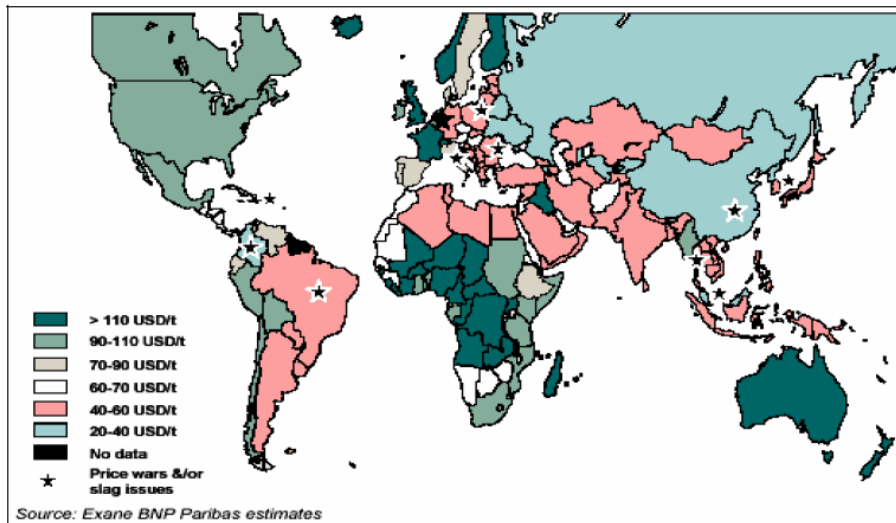 > 110 USD/t
90-110 USD/t
70-90 USD/t
60-70 USD/t
40-60 USD/t
20-40 USD/t
No data
Price wars &/or
slag issues
Source: Exane BNP Paribas estimates